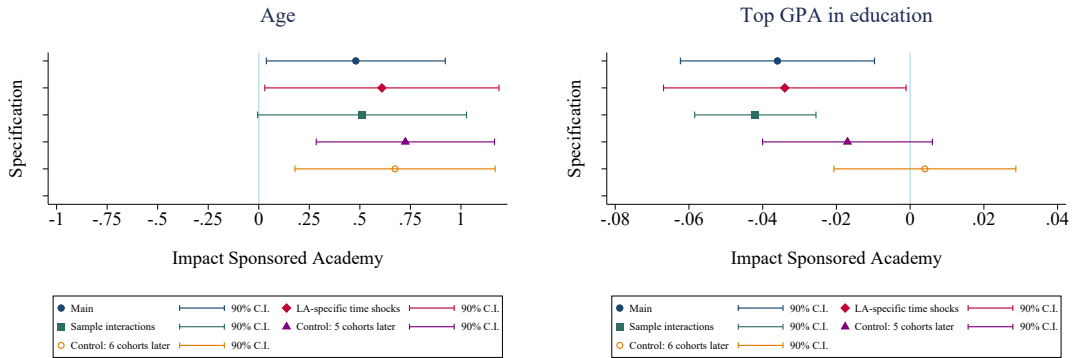 Age
Specification
-1 -.75 -.5 -.25 0 .25 .5 .75 1
Impact Sponsored Academy
Main 90% C.I. LA-specific time shocks 90% C.I.
Sample interactions 90% C.I. Control: 5 cohorts later 90% C.I.
Control: 6 cohorts later 90% C.I.
Top GPA in education
Specification
-.08 -.06 -.04 -.02 0 .02 .04
Impact Sponsored Academy
Main 90% C.I. LA-specific time shocks 90% C.I.
Sample interactions 90% C.I. Control: 5 cohorts later 90% C.I.
Control: 6 cohorts later 90% C.I.